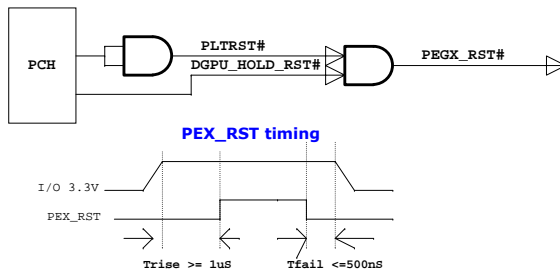 PLTRST#
PCH
DGPU_HOLD_RST#
PEGX_RST#
PEX_RST timing
I/O 3.3V
PEX_RST
Trise >= 1uS
Tfail <=500nS